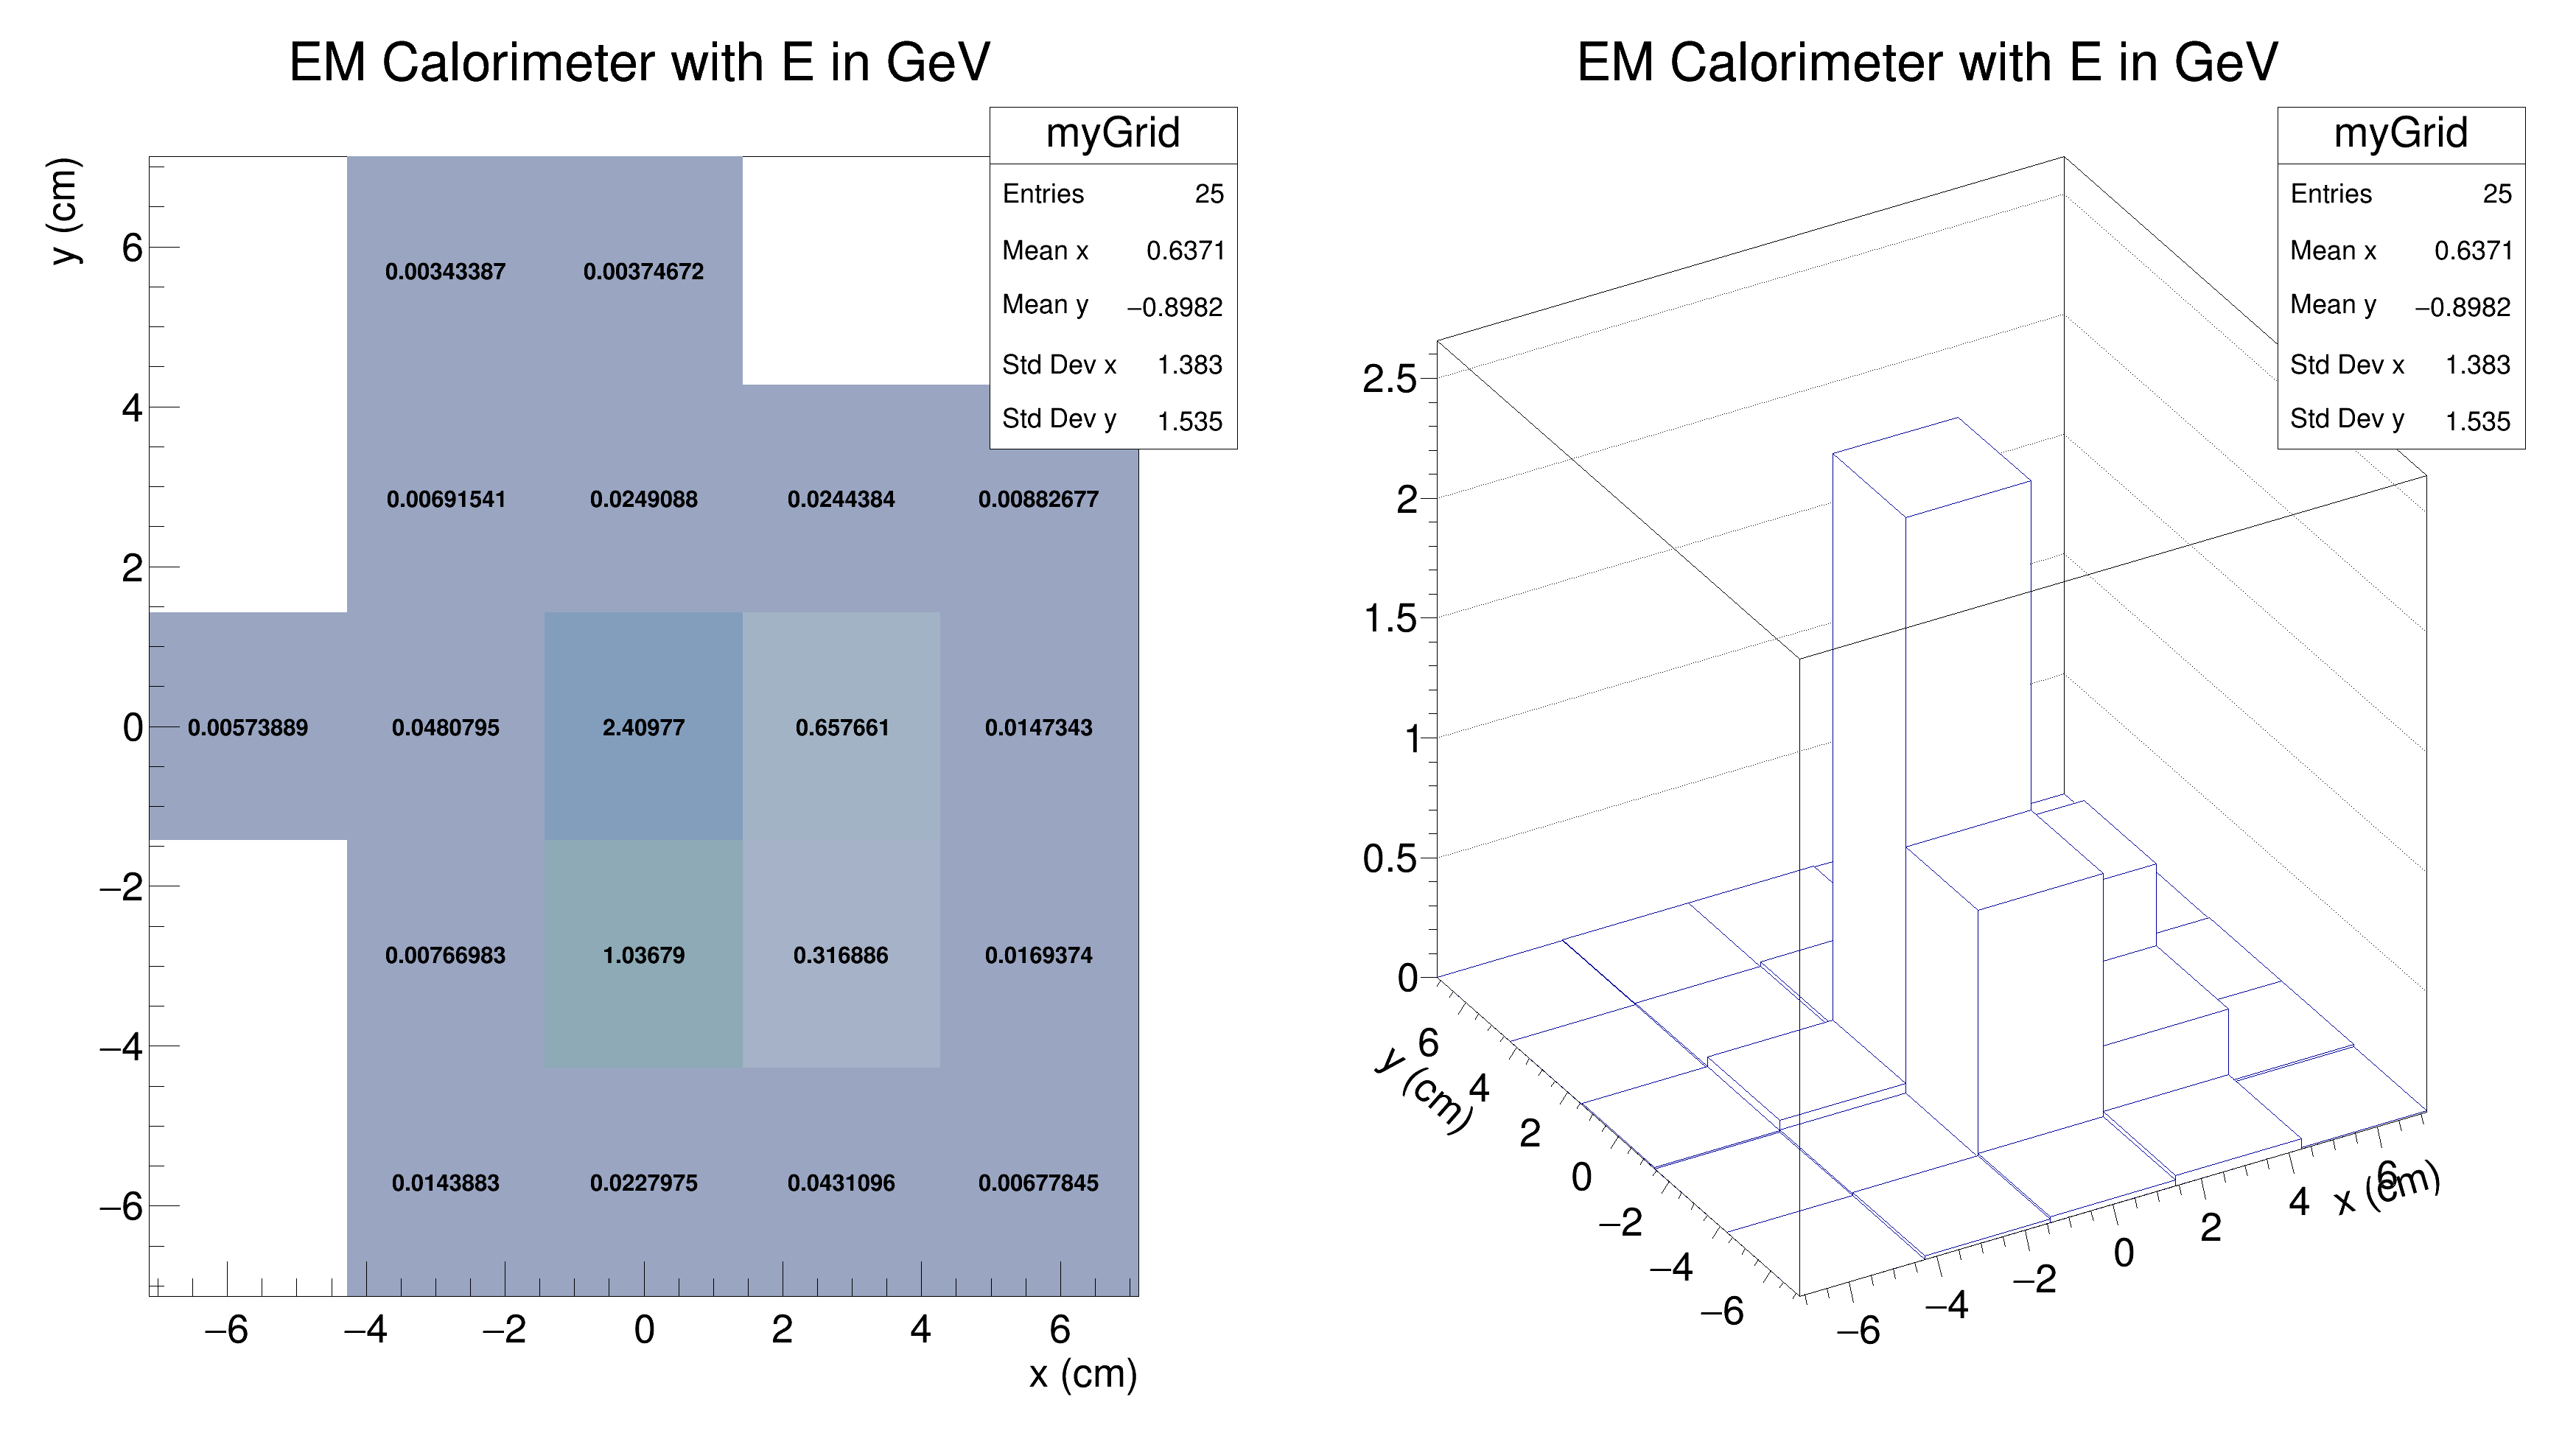 EM Calorimeter with E in GeV
myGrid
Entries 25
Mean x 0.6371
Mean y −0.8982
Std Dev x 1.383
Std Dev y 1.535
y (cm)
6
4
2
0
−2
−4
−6
0.00343387 0.00374672
0.00691541 0.0249088 0.0244384 0.00882677
0.00573889 0.0480795 2.40977 0.657661 0.0147343
0.00766983 1.03679 0.316886 0.0169374
0.0143883 0.0227975 0.0431096 0.00677845
−6 −4 −2 0 2 4 6
x (cm)
EM Calorimeter with E in GeV
myGrid
Entries 25
Mean x 0.6371
Mean y −0.8982
Std Dev x 1.383
Std Dev y 1.535
2.5
2
1.5
1
0.5
0
y (cm)
6
4
2
0
−2
−4
−6
−6 −4 −2 0 2 4 6
x (cm)